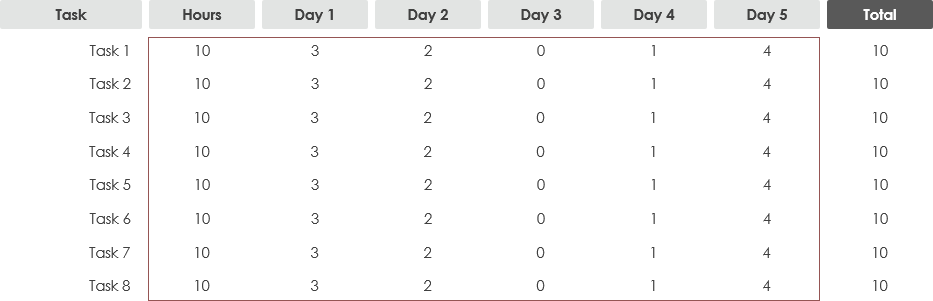 Task Hours Day 1 Day 2 Day 3 Day 4 Day 5 Total
Task 1 10 3 2 0 1 4 10
Task 2 10 3 2 0 1 4 10
Task 3 10 3 2 0 1 4 10
Task 4 10 3 2 0 1 4 10
Task 5 10 3 2 0 1 4 10
Task 6 10 3 2 0 1 4 10
Task 7 10 3 2 0 1 4 10
Task 8 10 3 2 0 1 4 10